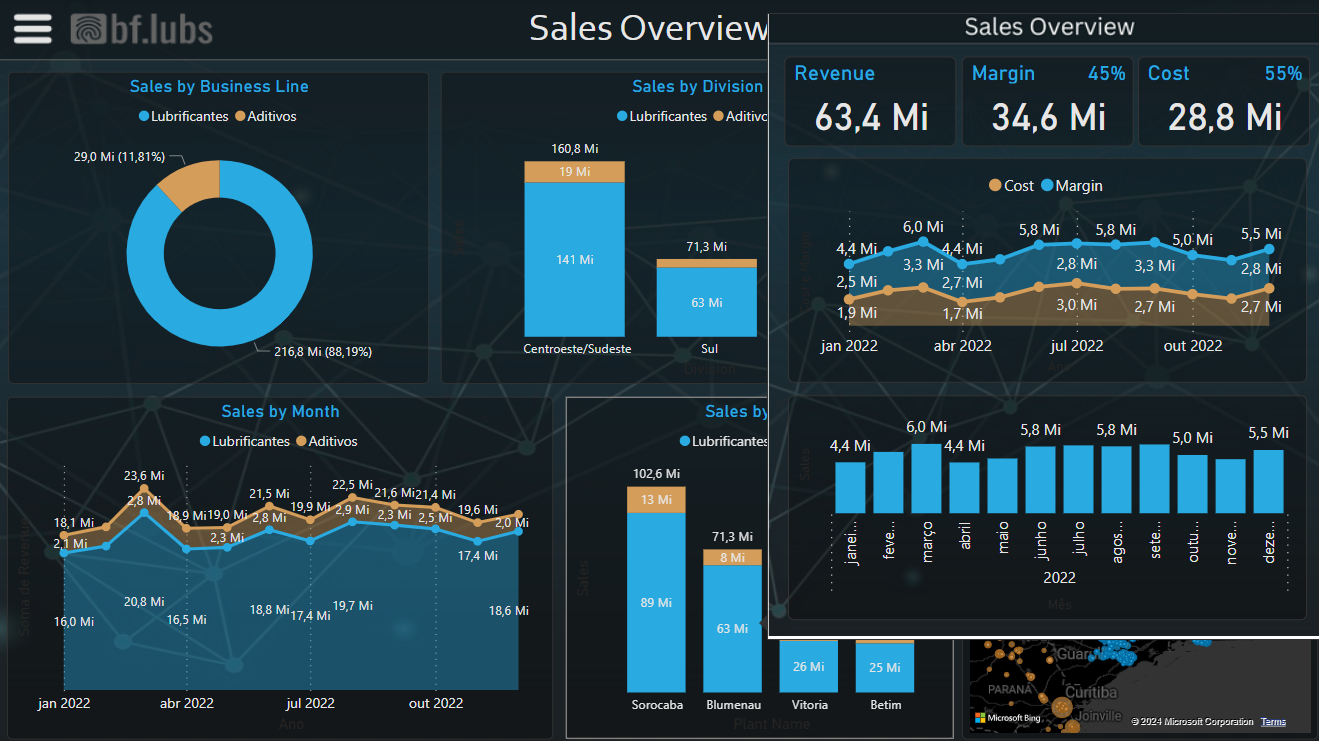 bf.lubs
Sales Overview
Sales by Business Line
Lubrificantes Aditivos
29,0 Mi (11,81%)
216,8 Mi (88,19%)
Sales by Division
Lubrificantes Aditivo
160,8 Mi
19 Mi
141 Mi
71,3 Mi
63 Mi
Centroeste/Sudeste Sul
Division
Sales by Month
Lubrificantes Aditivos
Soma de Revenue
18,1 Mi 23,6 Mi 18,9 Mi 19,0 Mi 21,5 Mi 19,9 Mi 22,5 Mi 21,6 Mi 21,4 Mi 19,6 Mi
2,1 Mi 2,8 Mi 2,3 Mi 2,8 Mi 2,9 Mi 2,3 Mi 2,5 Mi 2,0 Mi
16,0 Mi 20,8 Mi 16,5 Mi 18,8 Mi 17,4 Mi 19,7 Mi 17,4 Mi 18,6 Mi
jan 2022 abr 2022 jul 2022 out 2022
Ano
Sales by
Lubrificantes
Sales
102,6 Mi
13 Mi
89 Mi
71,3 Mi
8 Mi
63 Mi
26 Mi
25 Mi
Sorocaba Blumenau Vitoria Betim
Plant Name
Sales Overview
Revenue
63,4 Mi
Margin 45%
34,6 Mi
Cost 55%
28,8 Mi
Cost Margin
4,4 Mi 6,0 Mi 4,4 Mi 5,8 Mi 5,8 Mi 5,0 Mi 5,5 Mi
2,5 Mi 3,3 Mi 2,7 Mi 2,8 Mi 3,3 Mi 2,8 Mi
1,9 Mi 1,7 Mi 3,0 Mi 2,7 Mi 2,7 Mi
jan 2022 abr 2022 jul 2022 out 2022
Sales
4,4 Mi 6,0 Mi 4,4 Mi 5,8 Mi 5,8 Mi 5,0 Mi 5,5 Mi
janei... feve... março abril maio junho julho agos... sete... outu... nove... deze...
2022
Mês
Guaru
PARANÁ
Curitiba
Joinville
Microsoft Bing
© 2024 Microsoft Corporation Terms